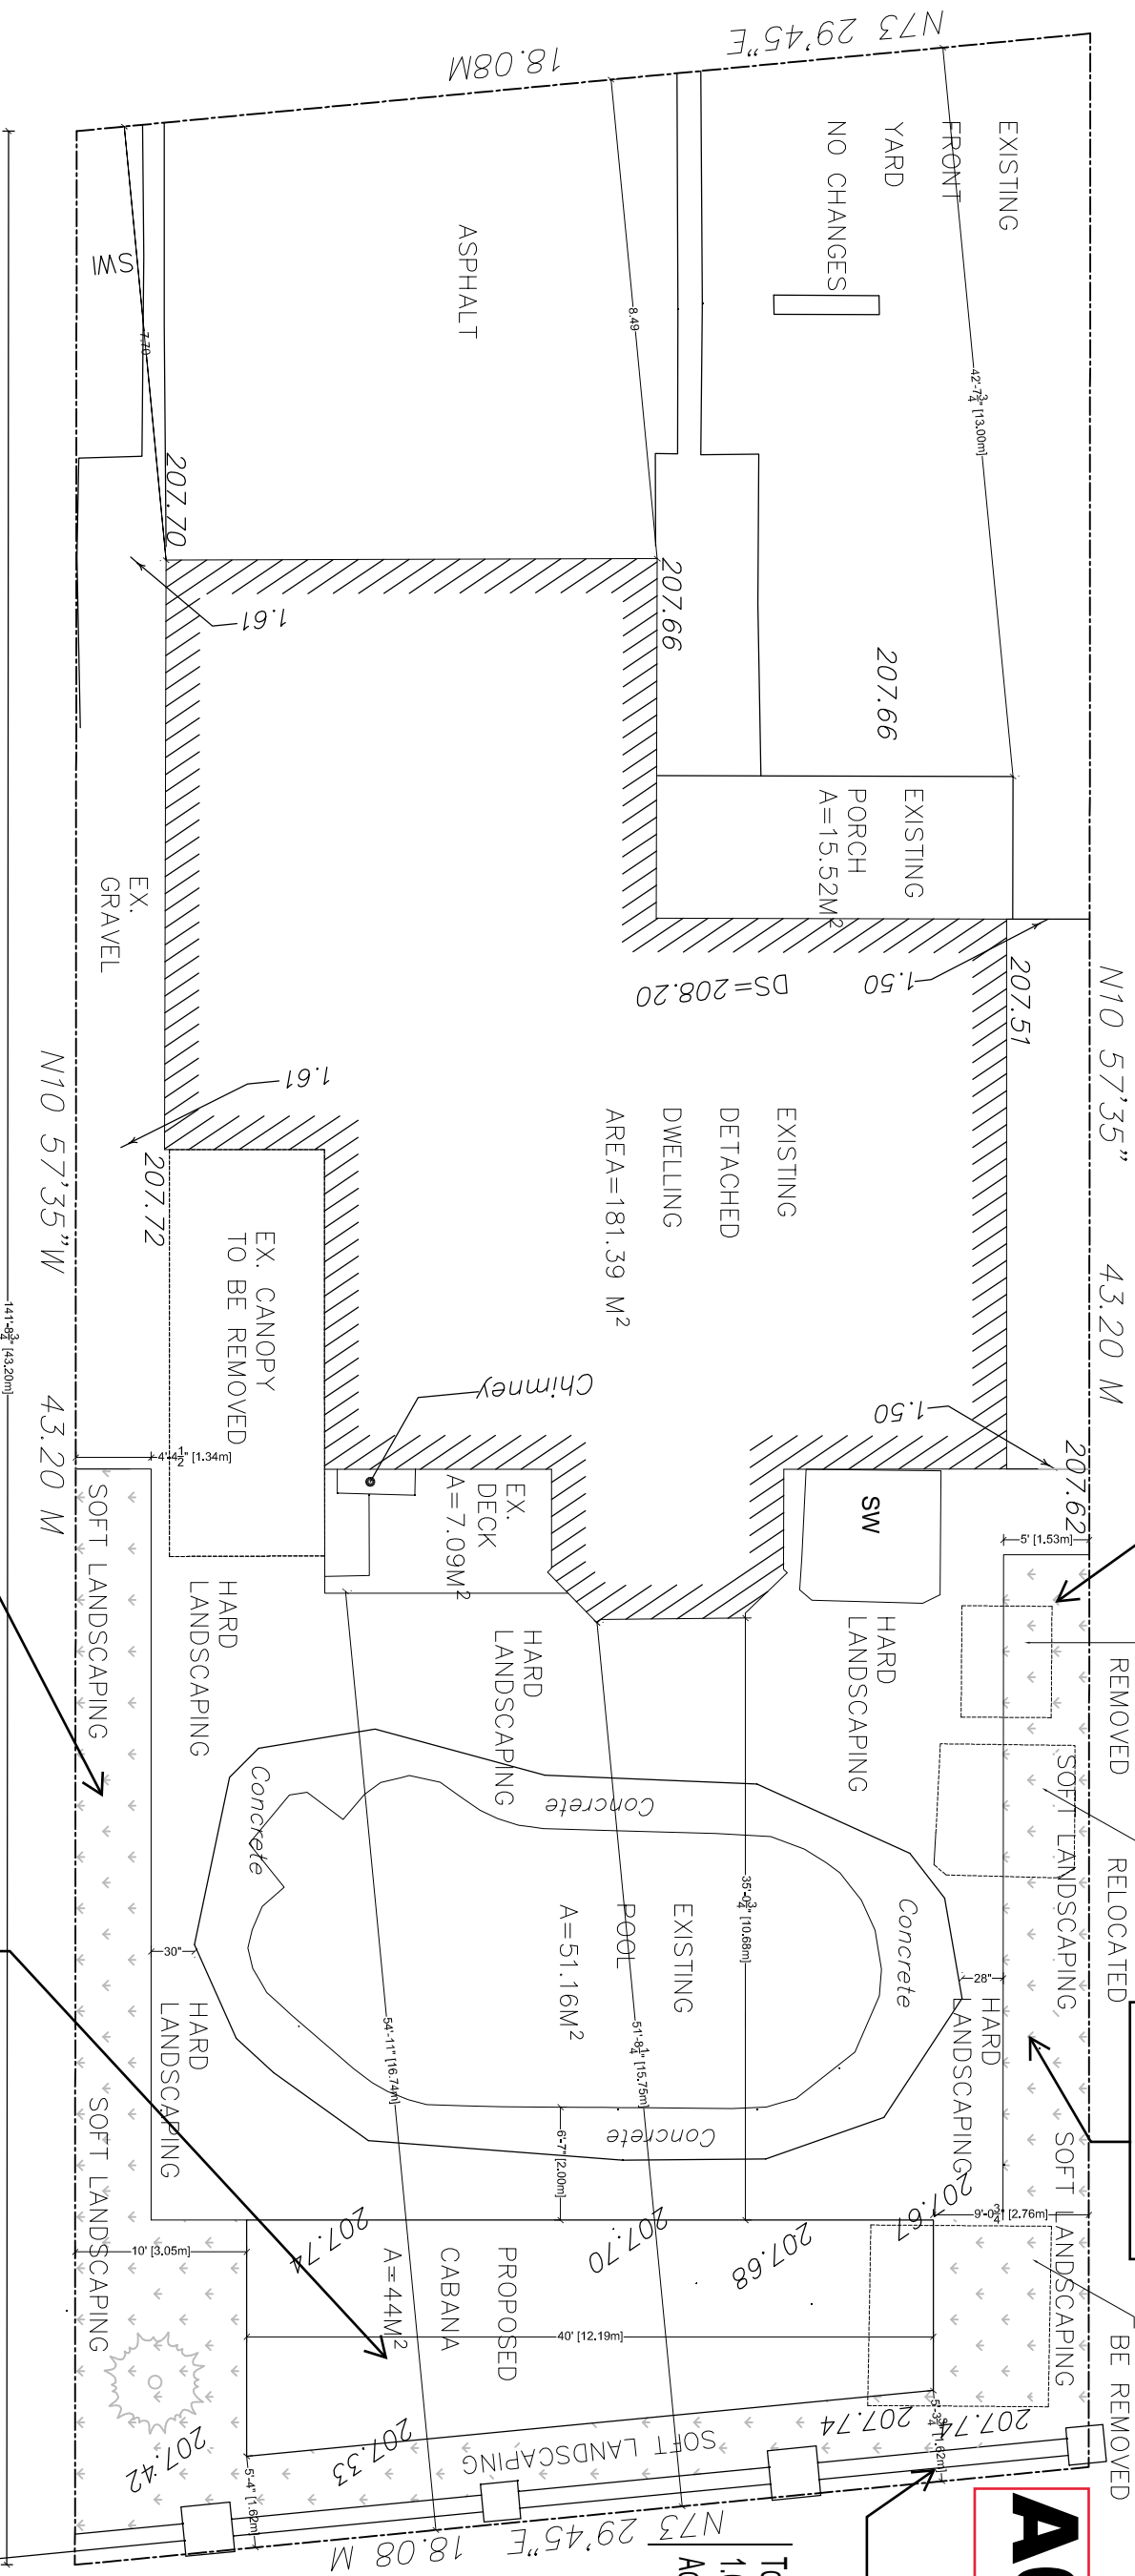 N73 29'45"E
18.08M
EXISTING
FRONT
YARD
NO CHANGES
ASPHALT
SWI
7.70
8.49
42'-7¾" [13.00m]
207.70
207.66
207.66
1.61
EXISTING
PORCH
A=15.52M²
EX.
GRAVEL
DS=208.20
1.50
207.51
N10 57'35"
43.20 M
N10 57'35"W
43.20 M
141'-8¾" [43.20m]
1.61
207.72
EXISTING
DETACHED
DWELLING
AREA=181.39 M²
EX. CANOPY
TO BE REMOVED
Chimney
1.50
207.62
4'-4½" [1.34m]
5' [1.53m]
EX.
DECK
A=7.09M²
SW
SOFT LANDSCAPING
HARD
LANDSCAPING
HARD
LANDSCAPING
HARD
LANDSCAPING
REMOVED
SOFT LANDSCAPING
RELOCATED
Concrete
Concrete
Concrete
Concrete
EXISTING
POOL
A=51.16M²
35'-0¾" [10.68m]
54'-11" [16.74m]
51'-8¼" [15.75m]
30"
28"
HARD
LANDSCAPING
HARD
LANDSCAPING
SOFT LANDSCAPING
SOFT LANDSCAPING
6'-7" [2.00m]
9'-0¾" [2.76m]
10' [3.05m]
207.74
207.70
207.68
207.67
PROPOSED
CABANA
A=44M²
40' [12.19m]
BE REMOVED
207.42
207.33
207.74
207.74
SOFT LANDSCAPING
5'-4" [1.62m]
5'-3¾" [1.62m]
N73 29'45"E
18.08 M